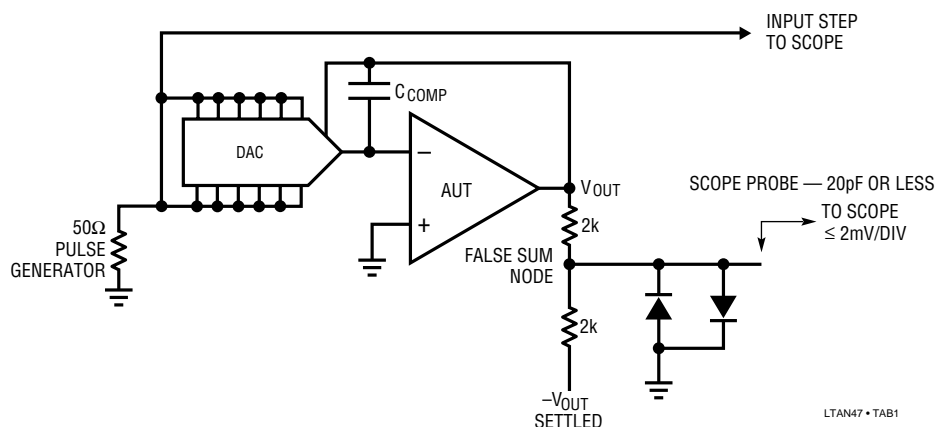 INPUT STEP
TO SCOPE
CCOMP
DAC
−
AUT
+
VOUT
SCOPE PROBE — 20pF OR LESS
TO SCOPE
≤ 2mV/DIV
50Ω
PULSE
GENERATOR
2k
FALSE SUM
NODE
2k
–VOUT
SETTLED
LTAN47 • TAB1